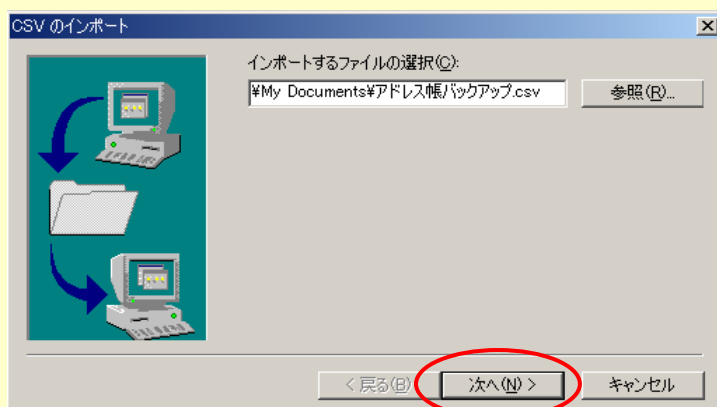 CSV のインポート
インポートするファイルの選択(C):
¥My Documents¥アドレス帳バックアップ.csv
参照(R)...
< 戻る(B)
次へ(N) >
キャンセル